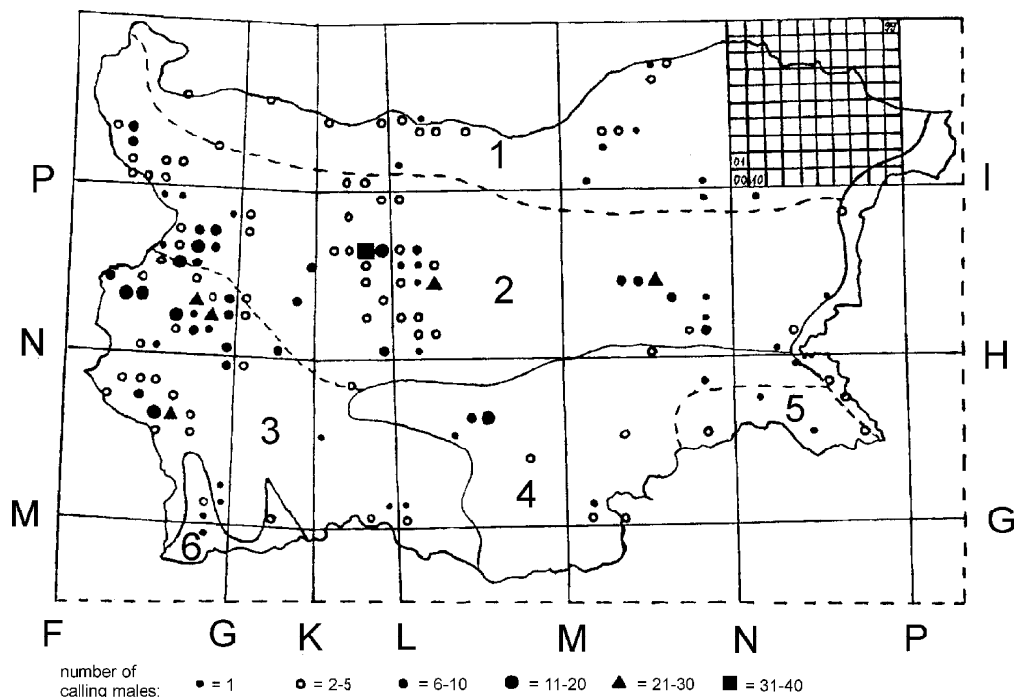 99
01
00 10
1
P
I
2
N
H
5
3
4
M
G
6
F G K L M N P
number of
calling males: = 1 = 2-5 = 6-10 = 11-20 = 21-30 = 31-40